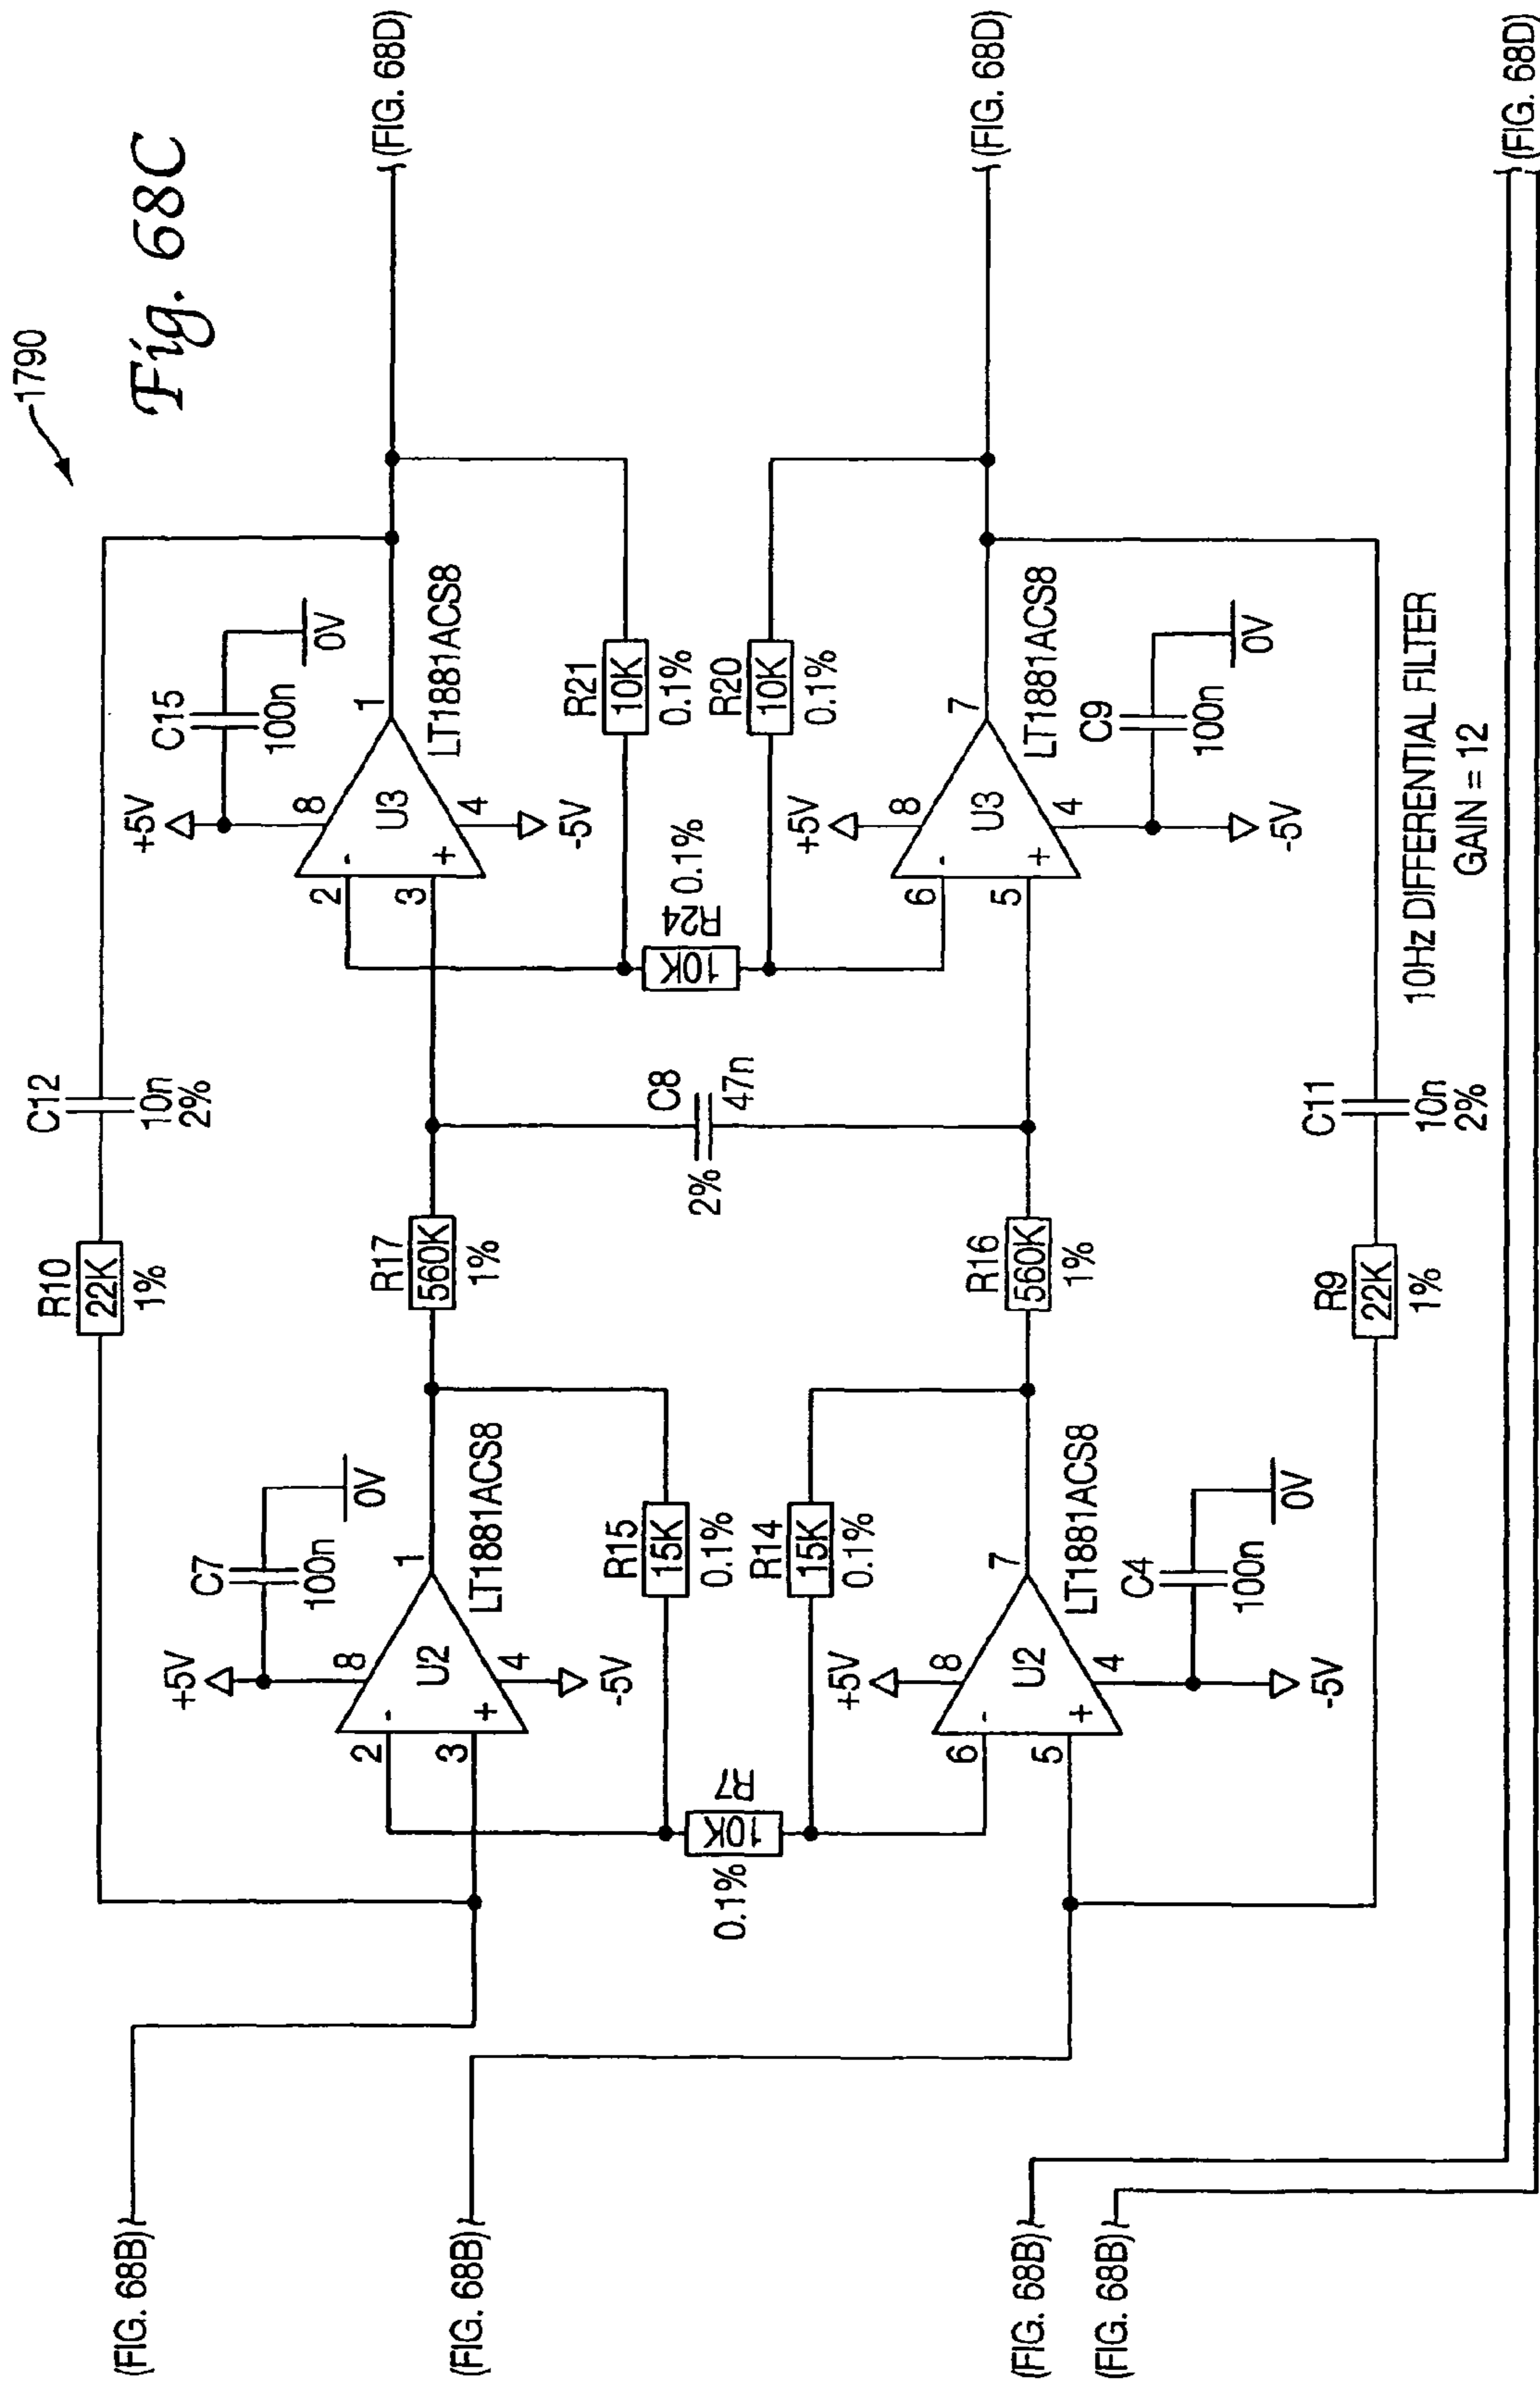 1790
Fig. 68C
(FIG. 68B)
(FIG. 68B)
(FIG. 68B)
(FIG. 68B)
(FIG. 68D)
(FIG. 68D)
(FIG. 68D)
R10
22K
1%
C12
10n
2%
+5V
C7
100n
0V
8
2
-
U2
1
3
+
4
-5V
LT1881ACS8
R15
15K
0.1%
R7
10K
0.1%
R14
15K
0.1%
+5V
8
6
-
U2
7
5
+
4
LT1881ACS8
C4
100n
0V
-5V
R17
560K
1%
C8
47n
2%
R16
560K
1%
+5V
C15
100n
0V
8
2
-
U3
1
3
+
4
-5V
LT1881ACS8
R21
10K
0.1%
R24
10K
0.1%
R20
10K
0.1%
+5V
8
6
-
U3
7
5
+
4
LT1881ACS8
C9
100n
0V
-5V
R9
22K
1%
C11
10n
2%
10Hz DIFFERENTIAL FILTER
GAIN = 12